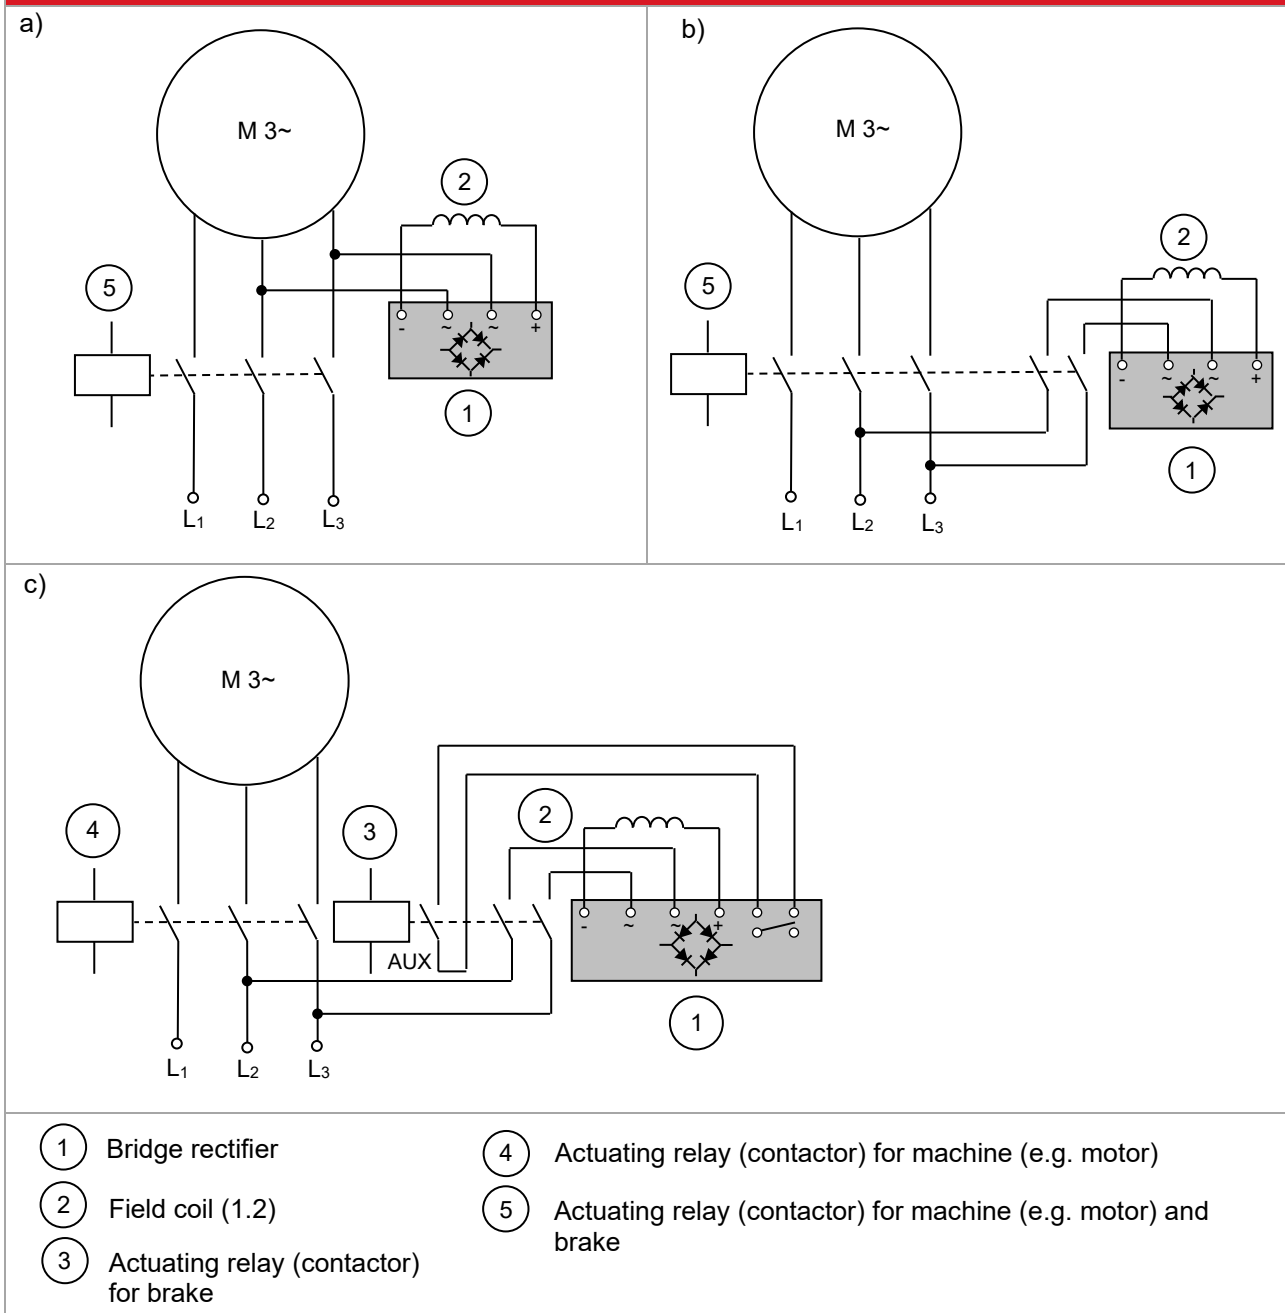 a)
M 3~
2
5
- ~ ~ +
1
L1 L2 L3
b)
M 3~
2
5
- ~ ~ +
1
L1 L2 L3
c)
M 3~
4
3
2
- ~ ~ +
AUX
1
L1 L2 L3
1 Bridge rectifier
2 Field coil (1.2)
3 Actuating relay (contactor)
for brake
4 Actuating relay (contactor) for machine (e.g. motor)
5 Actuating relay (contactor) for machine (e.g. motor) and
brake